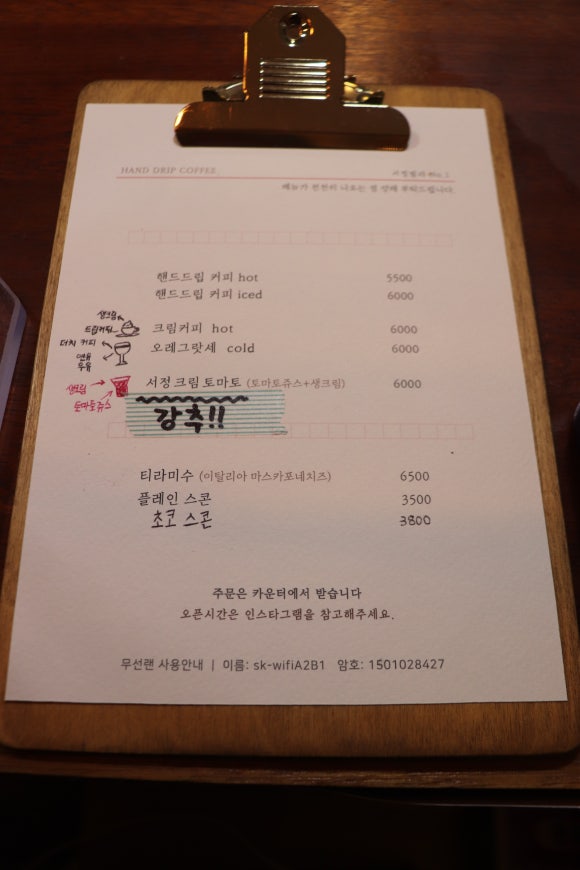 HAND DRIP COFFEE.
메뉴가 천천히 나오는 점 양해 부탁드립니다.
핸드드립 커피 hot 5500
핸드드립 커피 iced 6000
생크림
드립커피
크림커피 hot 6000
더치 커피
연유
우유
오레그랏세 cold 6000
생크림
토마토쥬스
서정크림토마토 (토마토쥬스+생크림) 6000
강추!!
티라미수 (이탈리아 마스카포네치즈) 6500
플레인 스콘 3500
초코 스콘 3800
주문은 카운터에서 받습니다
오픈시간은 인스타그램을 참고해주세요.
무선랜 사용안내 | 이름: sk-wifiA2B1 암호: 1501028427